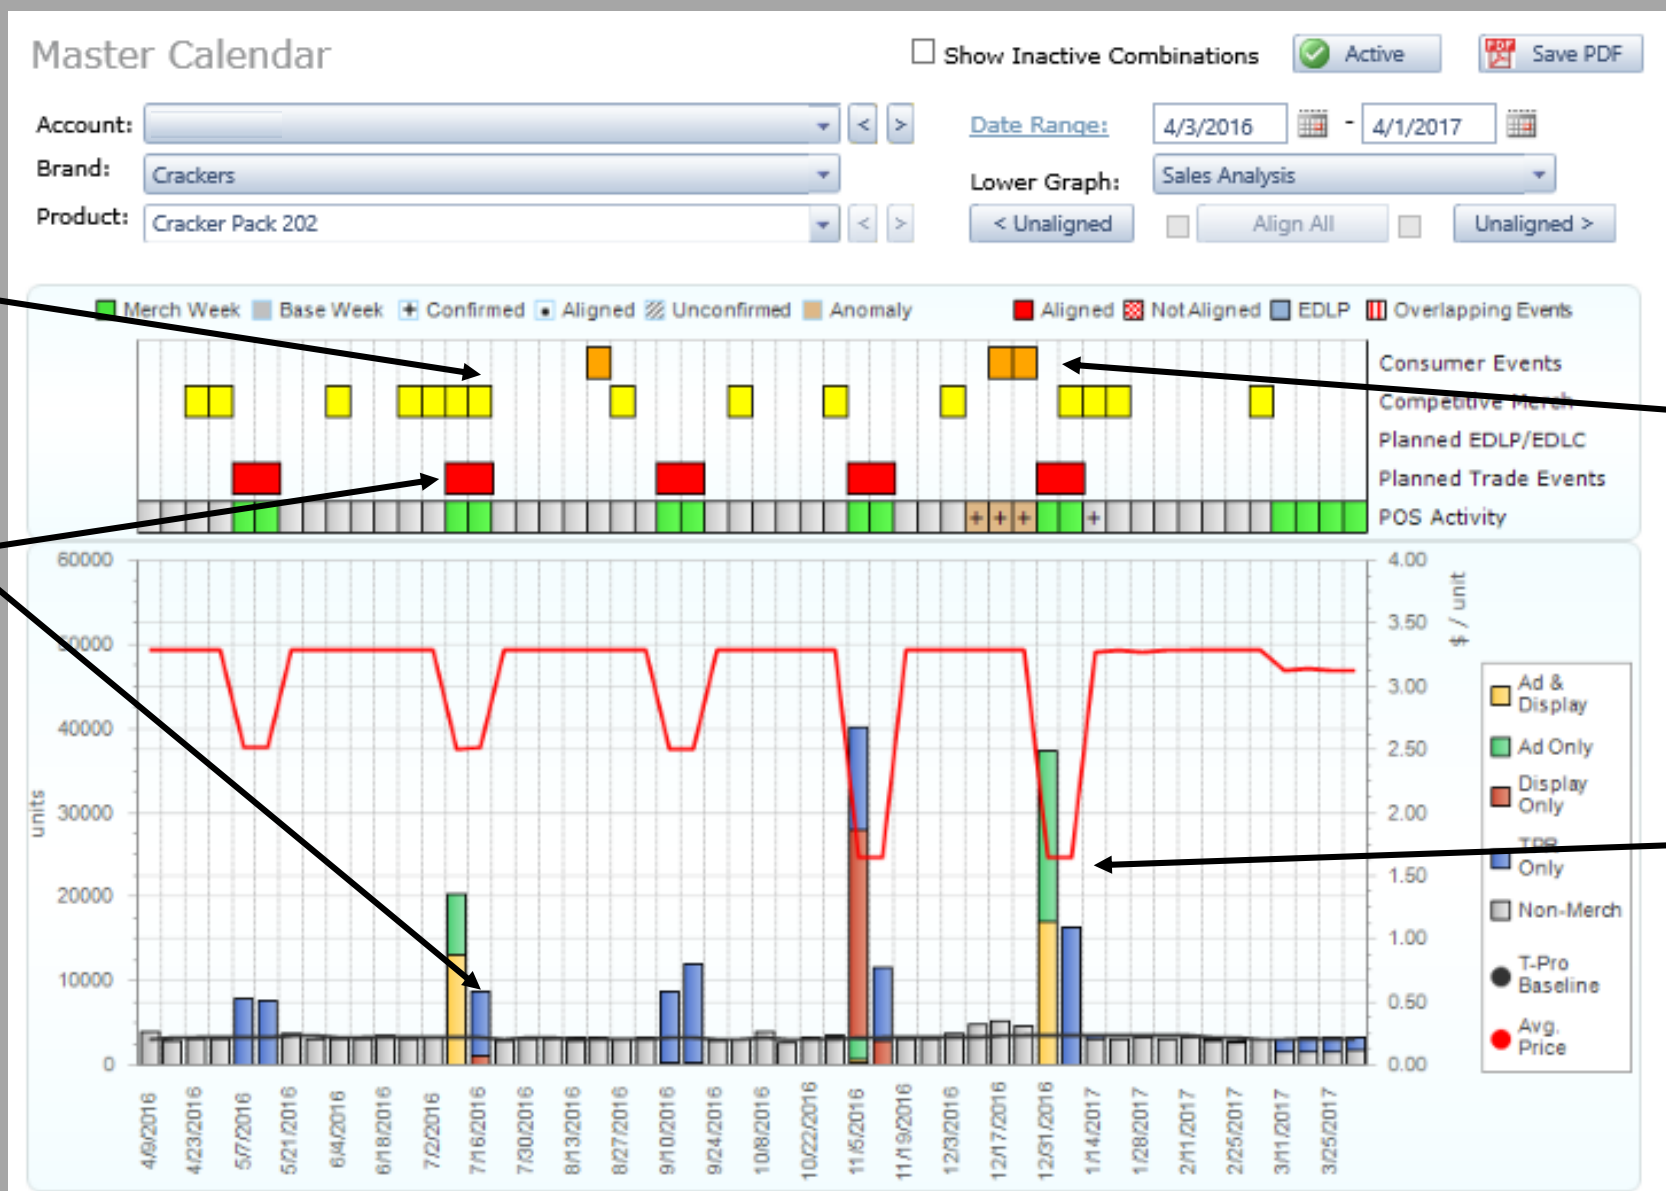 Master Calendar
Show Inactive Combinations
Active
Save PDF
Account:
< >
Date Range:
4/3/2016 - 4/1/2017
Brand:
Crackers
Lower Graph:
Sales Analysis
Product:
Cracker Pack 202
< >
< Unaligned
Align All
Unaligned >
Merch Week Base Week + Confirmed Aligned Unconfirmed Anomaly Aligned Not Aligned EDLP Overlapping Events
Consumer Events
Competitive Merch
Planned EDLP/EDLC
Planned Trade Events
+ + + + POS Activity
60000
50000
40000
30000
20000
10000
0
units
4.00
3.50
3.00
2.50
2.00
1.50
1.00
0.50
0.00
$ / unit
Ad &
Display
Ad Only
Display
Only
TPR
Only
Non-Merch
T-Pro
Baseline
Avg.
Price
4/9/2016
4/23/2016
5/7/2016
5/21/2016
6/4/2016
6/18/2016
7/2/2016
7/16/2016
7/30/2016
8/13/2016
8/27/2016
9/10/2016
9/24/2016
10/8/2016
10/22/2016
11/5/2016
11/19/2016
12/3/2016
12/17/2016
12/31/2016
1/14/2017
1/28/2017
2/11/2017
2/25/2017
3/11/2017
3/25/2017